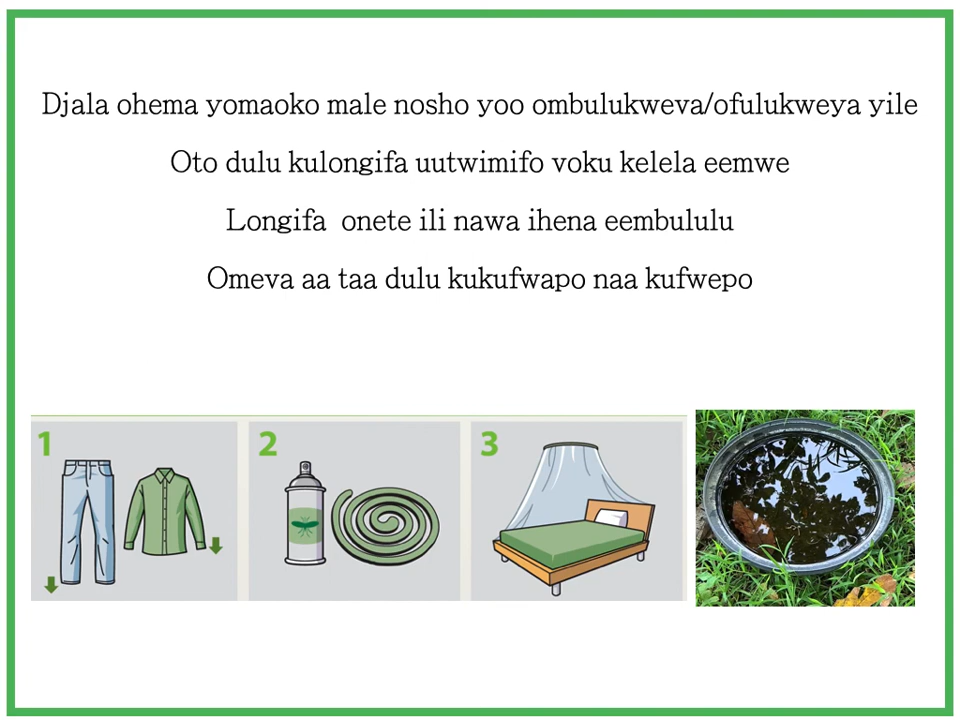 Djala ohema yomaoko male nosho yoo ombulukweva/ofulukweya yile
Oto dulu kulongifa uutwimifo voku kelela eemwe
Longifa onete ili nawa ihena eembululu
Omeva aa taa dulu kukufwapo naa kufwepo
1
2
3